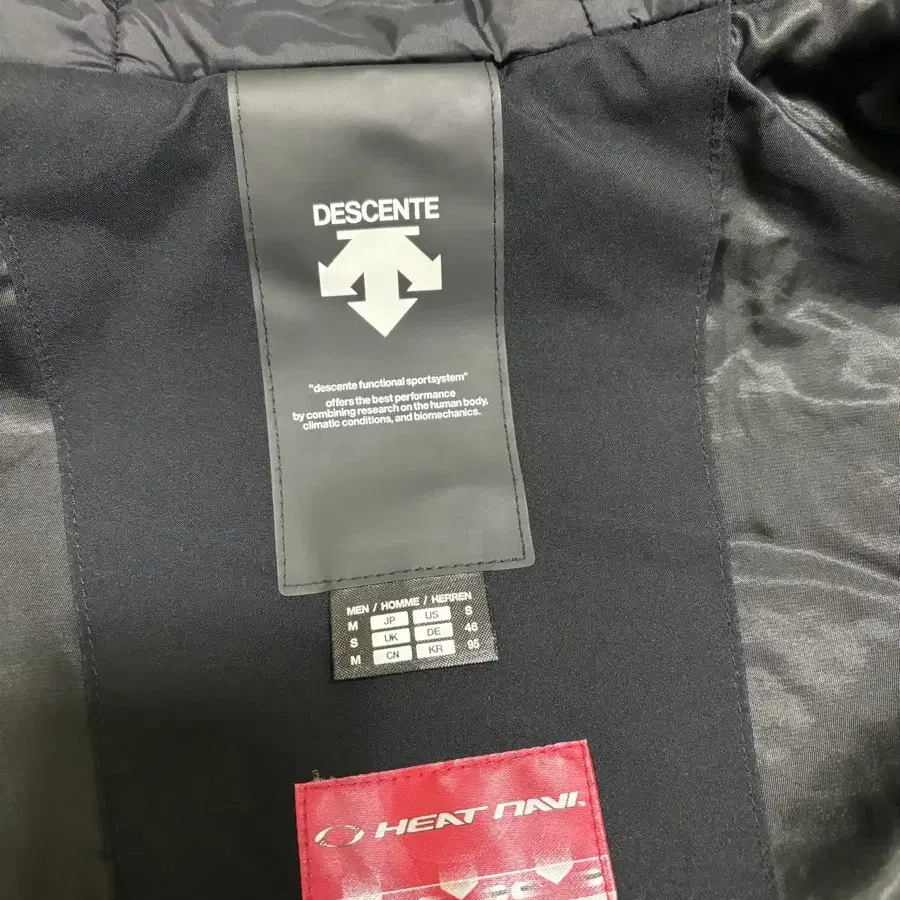 DESCENTE
"descente functional sportsystem"
offers the best performance
by combining research on the human body,
climatic conditions, and biomechanics.
MEN / HOMME / HERREN
M JP US S
S UK DE 46
M CN KR 95
HEAT NAVI